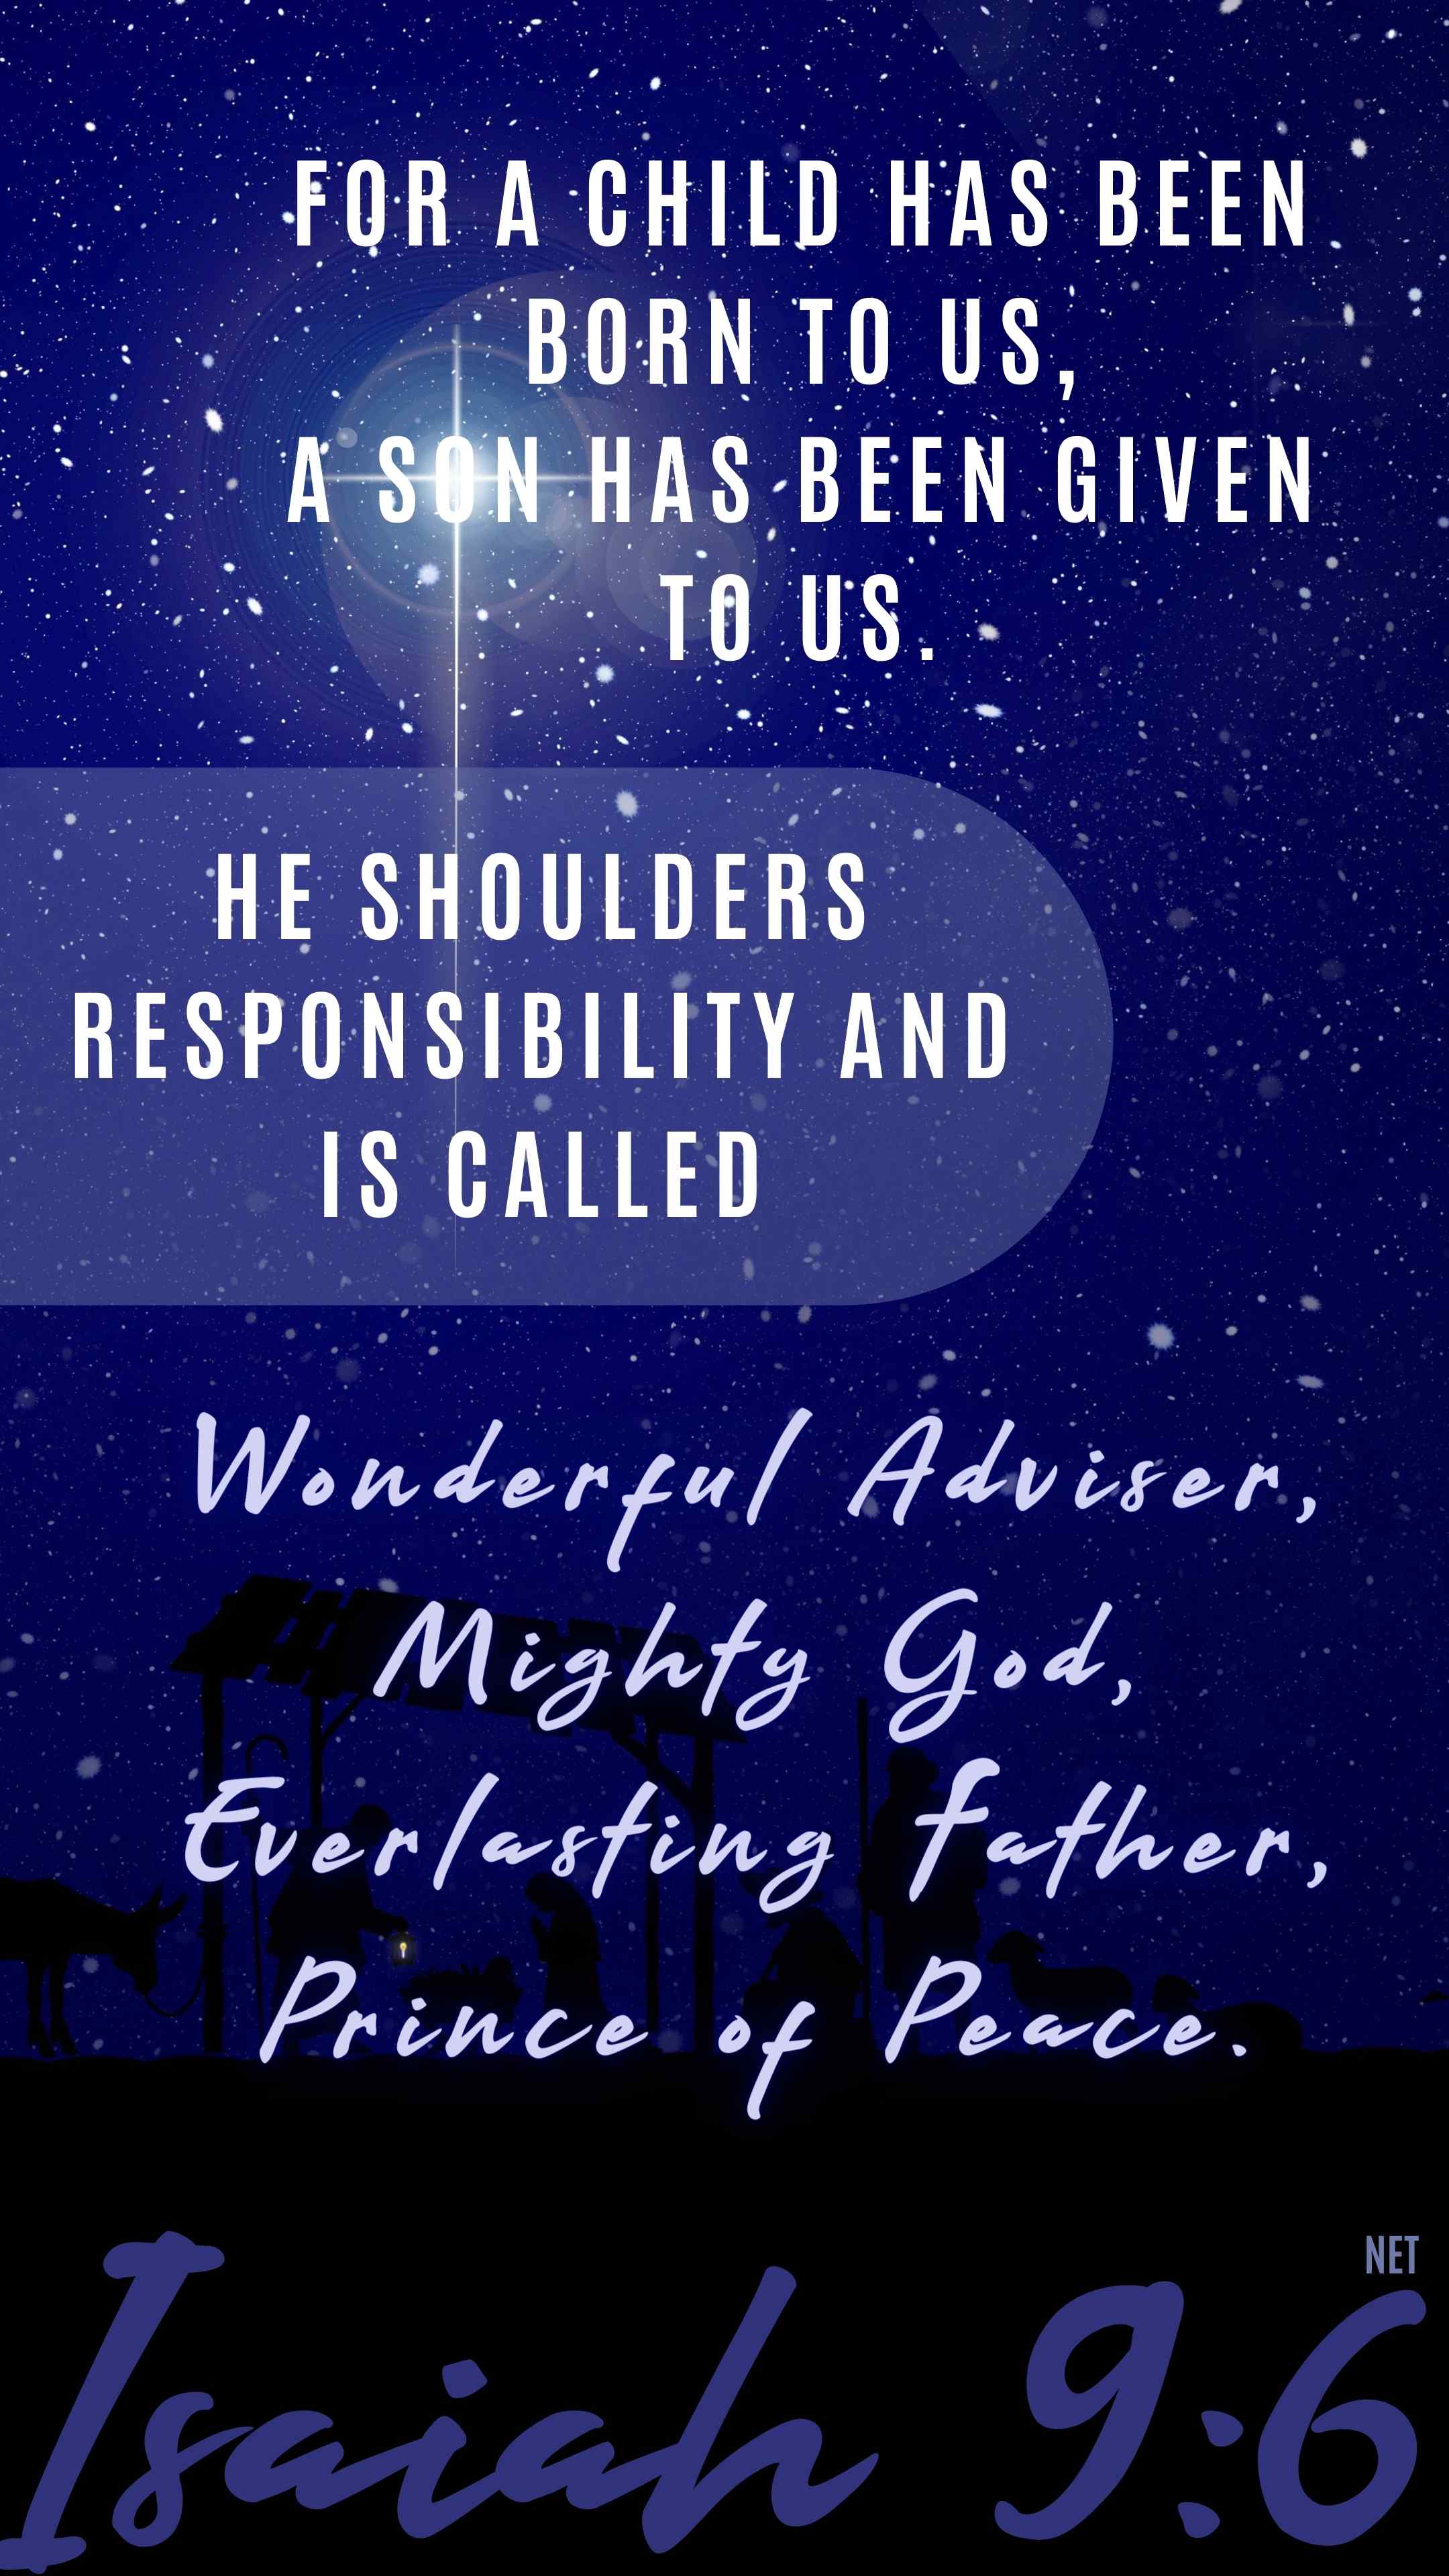 FOR A CHILD HAS BEEN
BORN TO US,
A SON HAS BEEN GIVEN
TO US.
HE SHOULDERS
RESPONSIBILITY AND
IS CALLED
Wonderful Adviser,
Mighty God,
Everlasting Father,
Prince of Peace.
NET
Isaiah 9:6